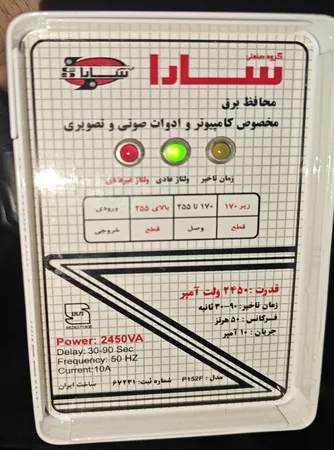 گروه صنعتی
سارا
سارا
محافظ برق
مخصوص کامپیوتر و ادوات صوتی و تصویری
ولتاژ غیرعادی ولتاژ عادی زمان تاخیر
ورودی بالای ۲۵۵ ۱۷۰ تا ۲۵۵ زیر ۱۷۰
خروجی قطع وصل قطع
قدرت : ۲۴۵۰ ولت آمپر
زمان تاخیر: ۹۰-۳۰ ثانیه
فرکانس : ۵۰ هرتز
جریان : ۱۰ آمپر
Power: 2450VA
Delay: 30-90 Sec
Frequency: 50 HZ
Current:10A
مدل : P152F شماره ثبت: ۶۷۲۳۱ ساخت ایران